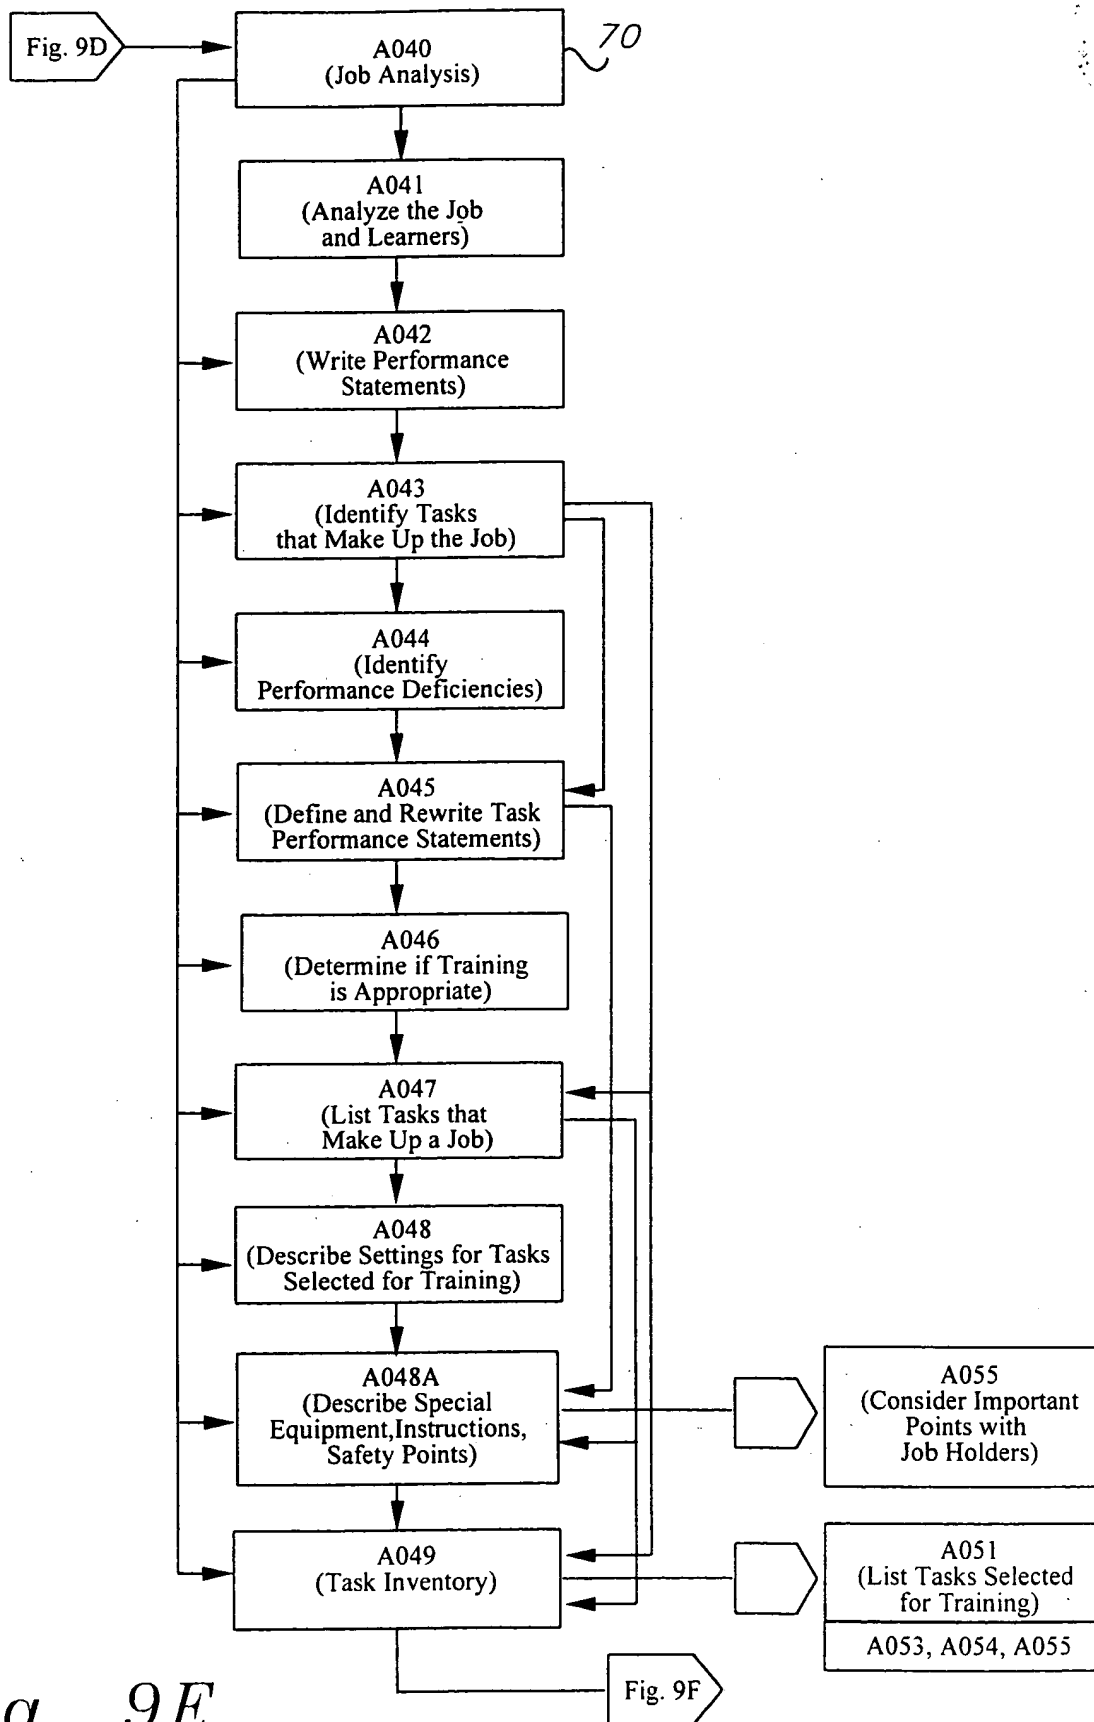 Fig. 9D
A040
(Job Analysis)
70
A041
(Analyze the Job
and Learners)
A042
(Write Performance
Statements)
A043
(Identify Tasks
that Make Up the Job)
A044
(Identify
Performance Deficiencies)
A045
(Define and Rewrite Task
Performance Statements)
A046
(Determine if Training
is Appropriate)
A047
(List Tasks that
Make Up a Job)
A048
(Describe Settings for Tasks
Selected for Training)
A048A
(Describe Special
Equipment,Instructions,
Safety Points)
A055
(Consider Important
Points with
Job Holders)
A049
(Task Inventory)
A051
(List Tasks Selected
for Training)
A053, A054, A055
Fig. 9F
9E